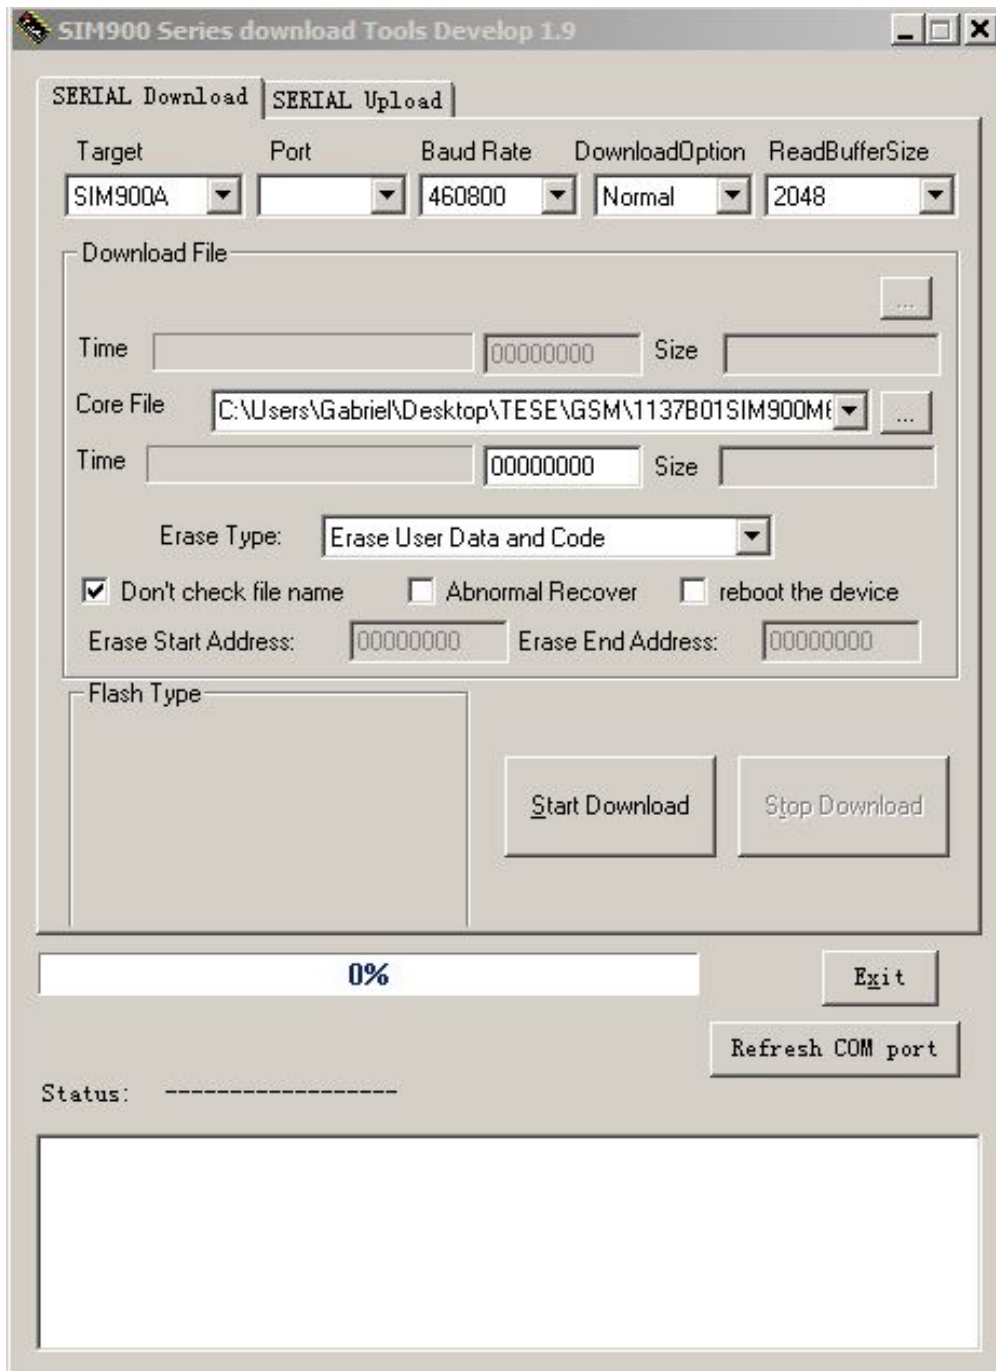 SIM900 Series download Tools Develop 1.9
SERIAL Download SERIAL Upload
Target Port Baud Rate DownloadOption ReadBufferSize
SIM900A 460800 Normal 2048
Download File
...
Time 00000000 Size
Core File C:\Users\Gabriel\Desktop\TESE\GSM\1137B01SIM900M6 ...
Time 00000000 Size
Erase Type: Erase User Data and Code
Don't check file name Abnormal Recover reboot the device
Erase Start Address: 00000000 Erase End Address: 00000000
Flash Type
Start Download Stop Download
0%
Exit
Refresh COM port
Status: ------------------